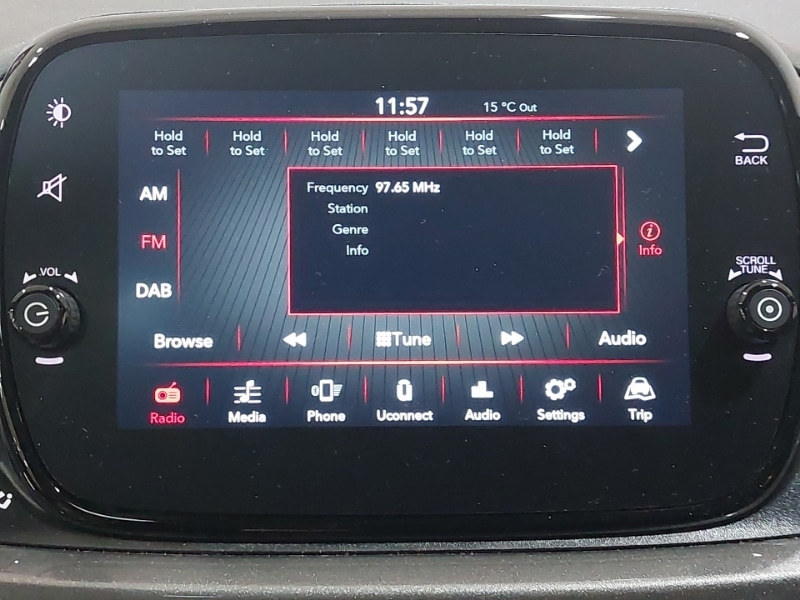 11:57 15 °C Out
Hold to Set Hold to Set Hold to Set Hold to Set Hold to Set Hold to Set
BACK
AM
FM
DAB
Frequency 97.65 MHz
Station
Genre
Info
Info
VOL
SCROLL
TUNE
Browse Tune Audio
Radio Media Phone Uconnect Audio Settings Trip